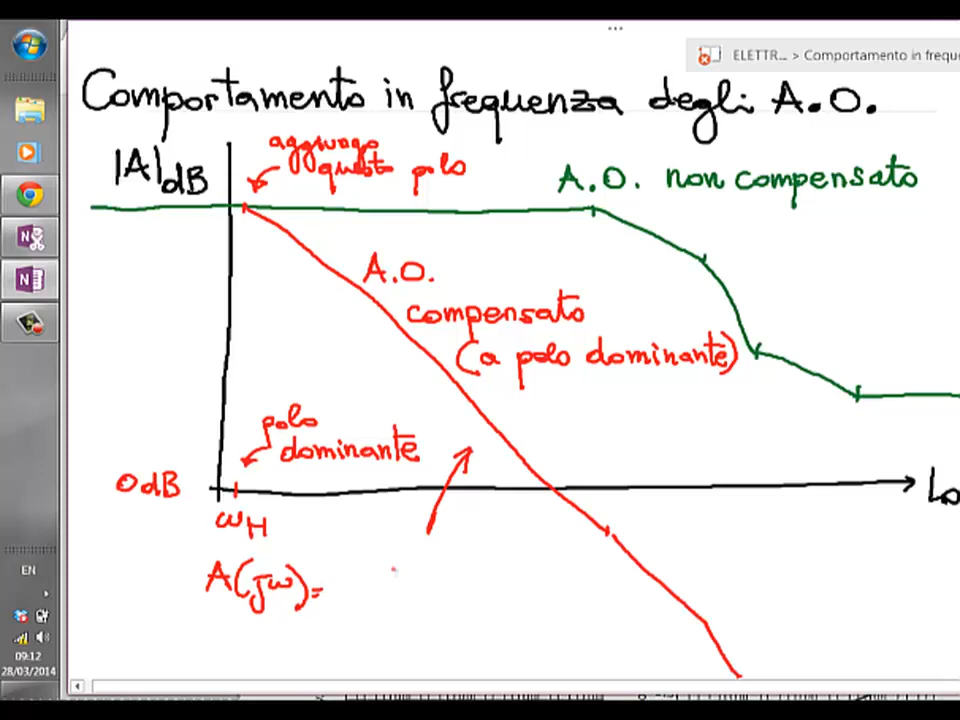 ELETTR... > Comportamento in freque
Comportamento in frequenza degli A.O.
|A|dB
aggiungo
questo polo
A.O. non compensato
A.O.
compensato
(a polo dominante)
polo
dominante
0dB
ωH
A(jω)=
EN
09:12
28/03/2014